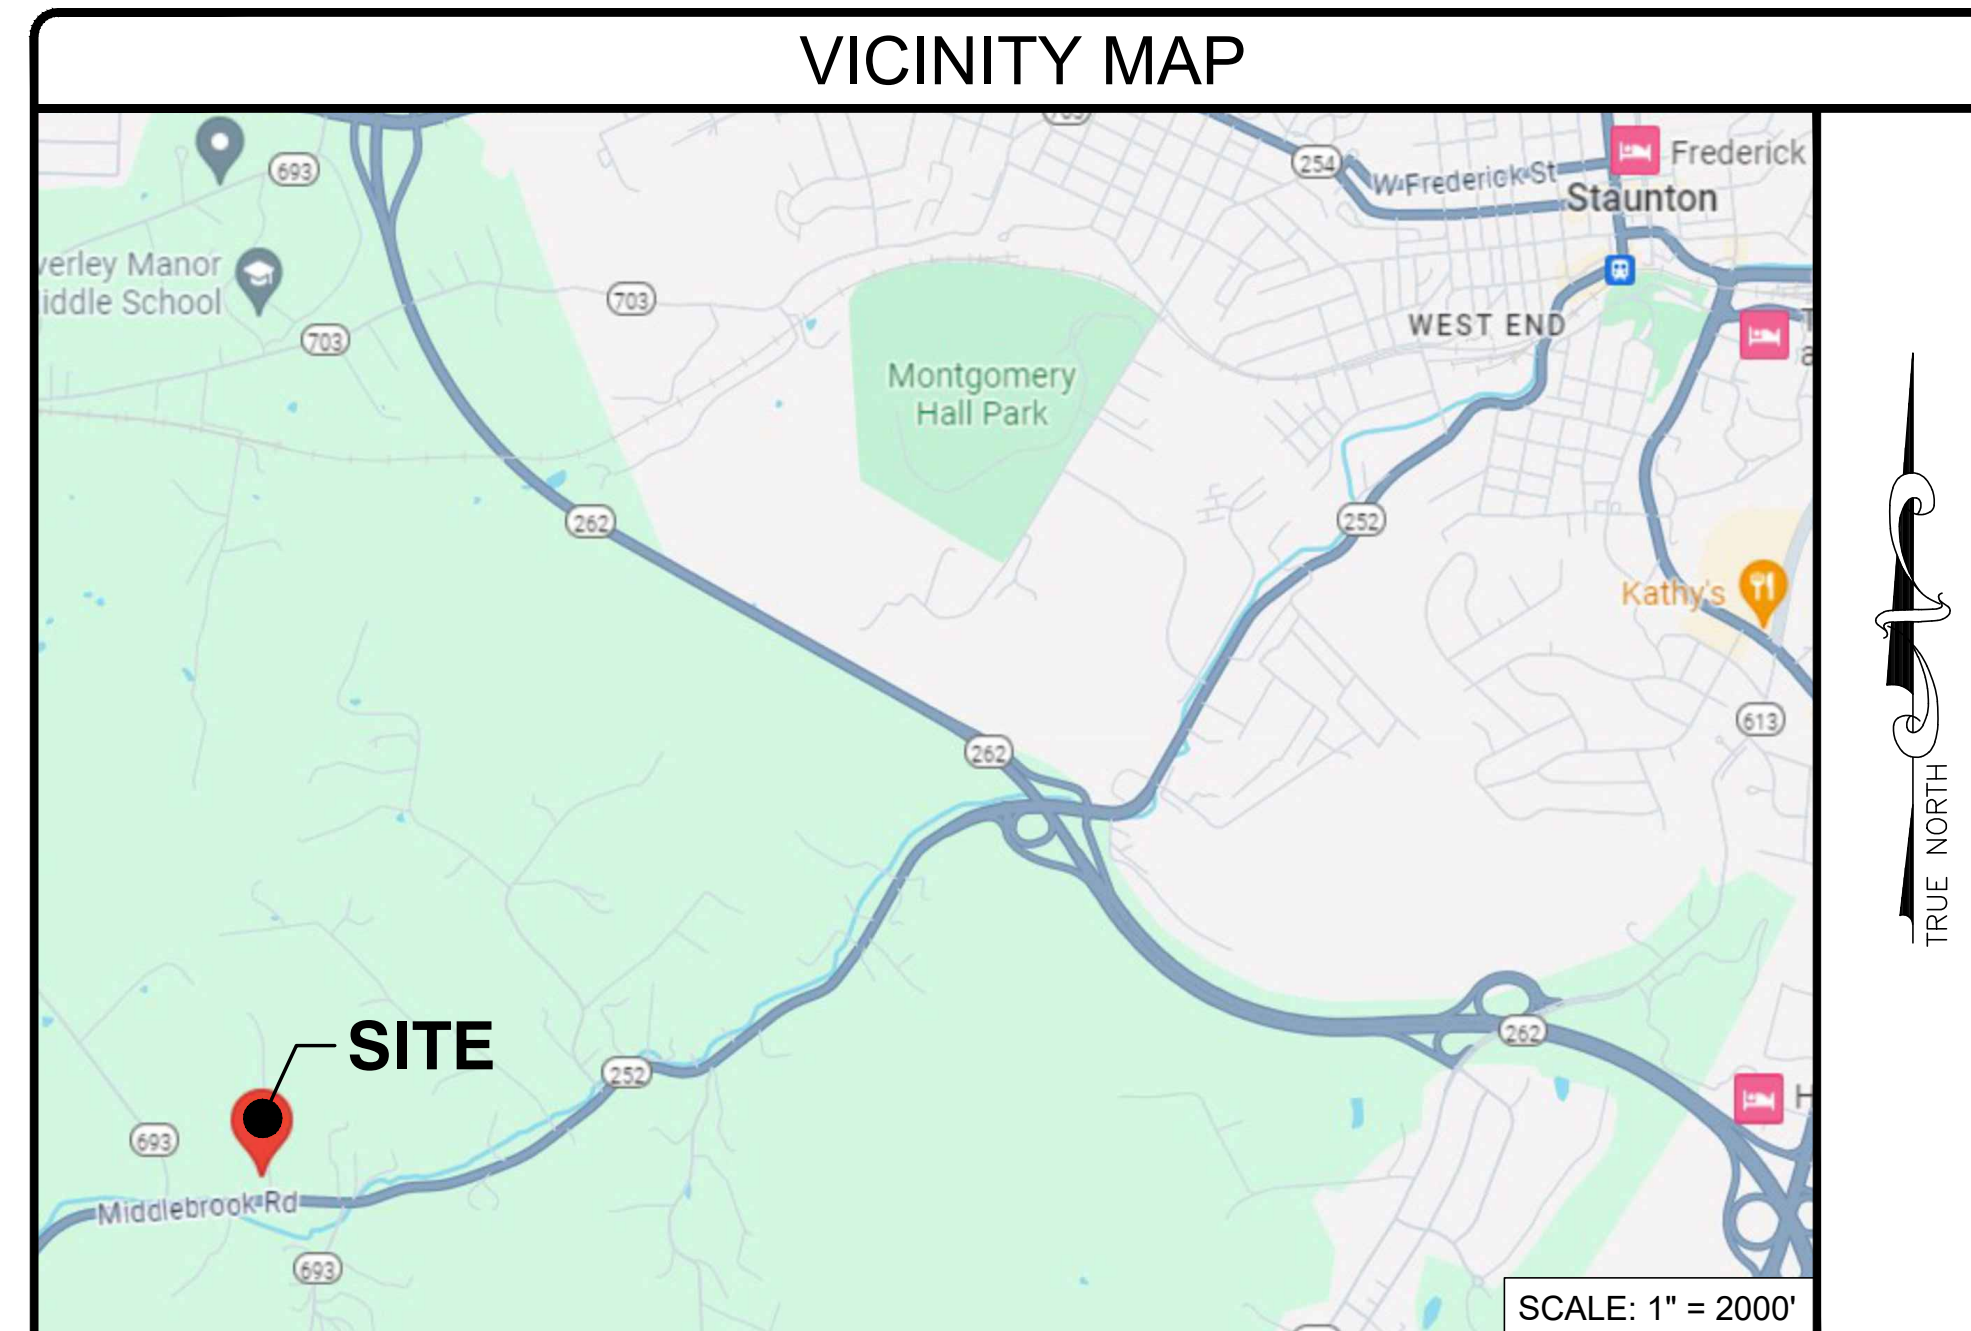 VICINITY MAP
693
254
W Frederick St
Frederick
Staunton
verley Manor
iddle School
703
703
WEST END
Montgomery
Hall Park
262
252
Kathy's
613
262
TRUE NORTH
262
SITE
252
693
H
Middlebrook Rd
693
SCALE: 1" = 2000'